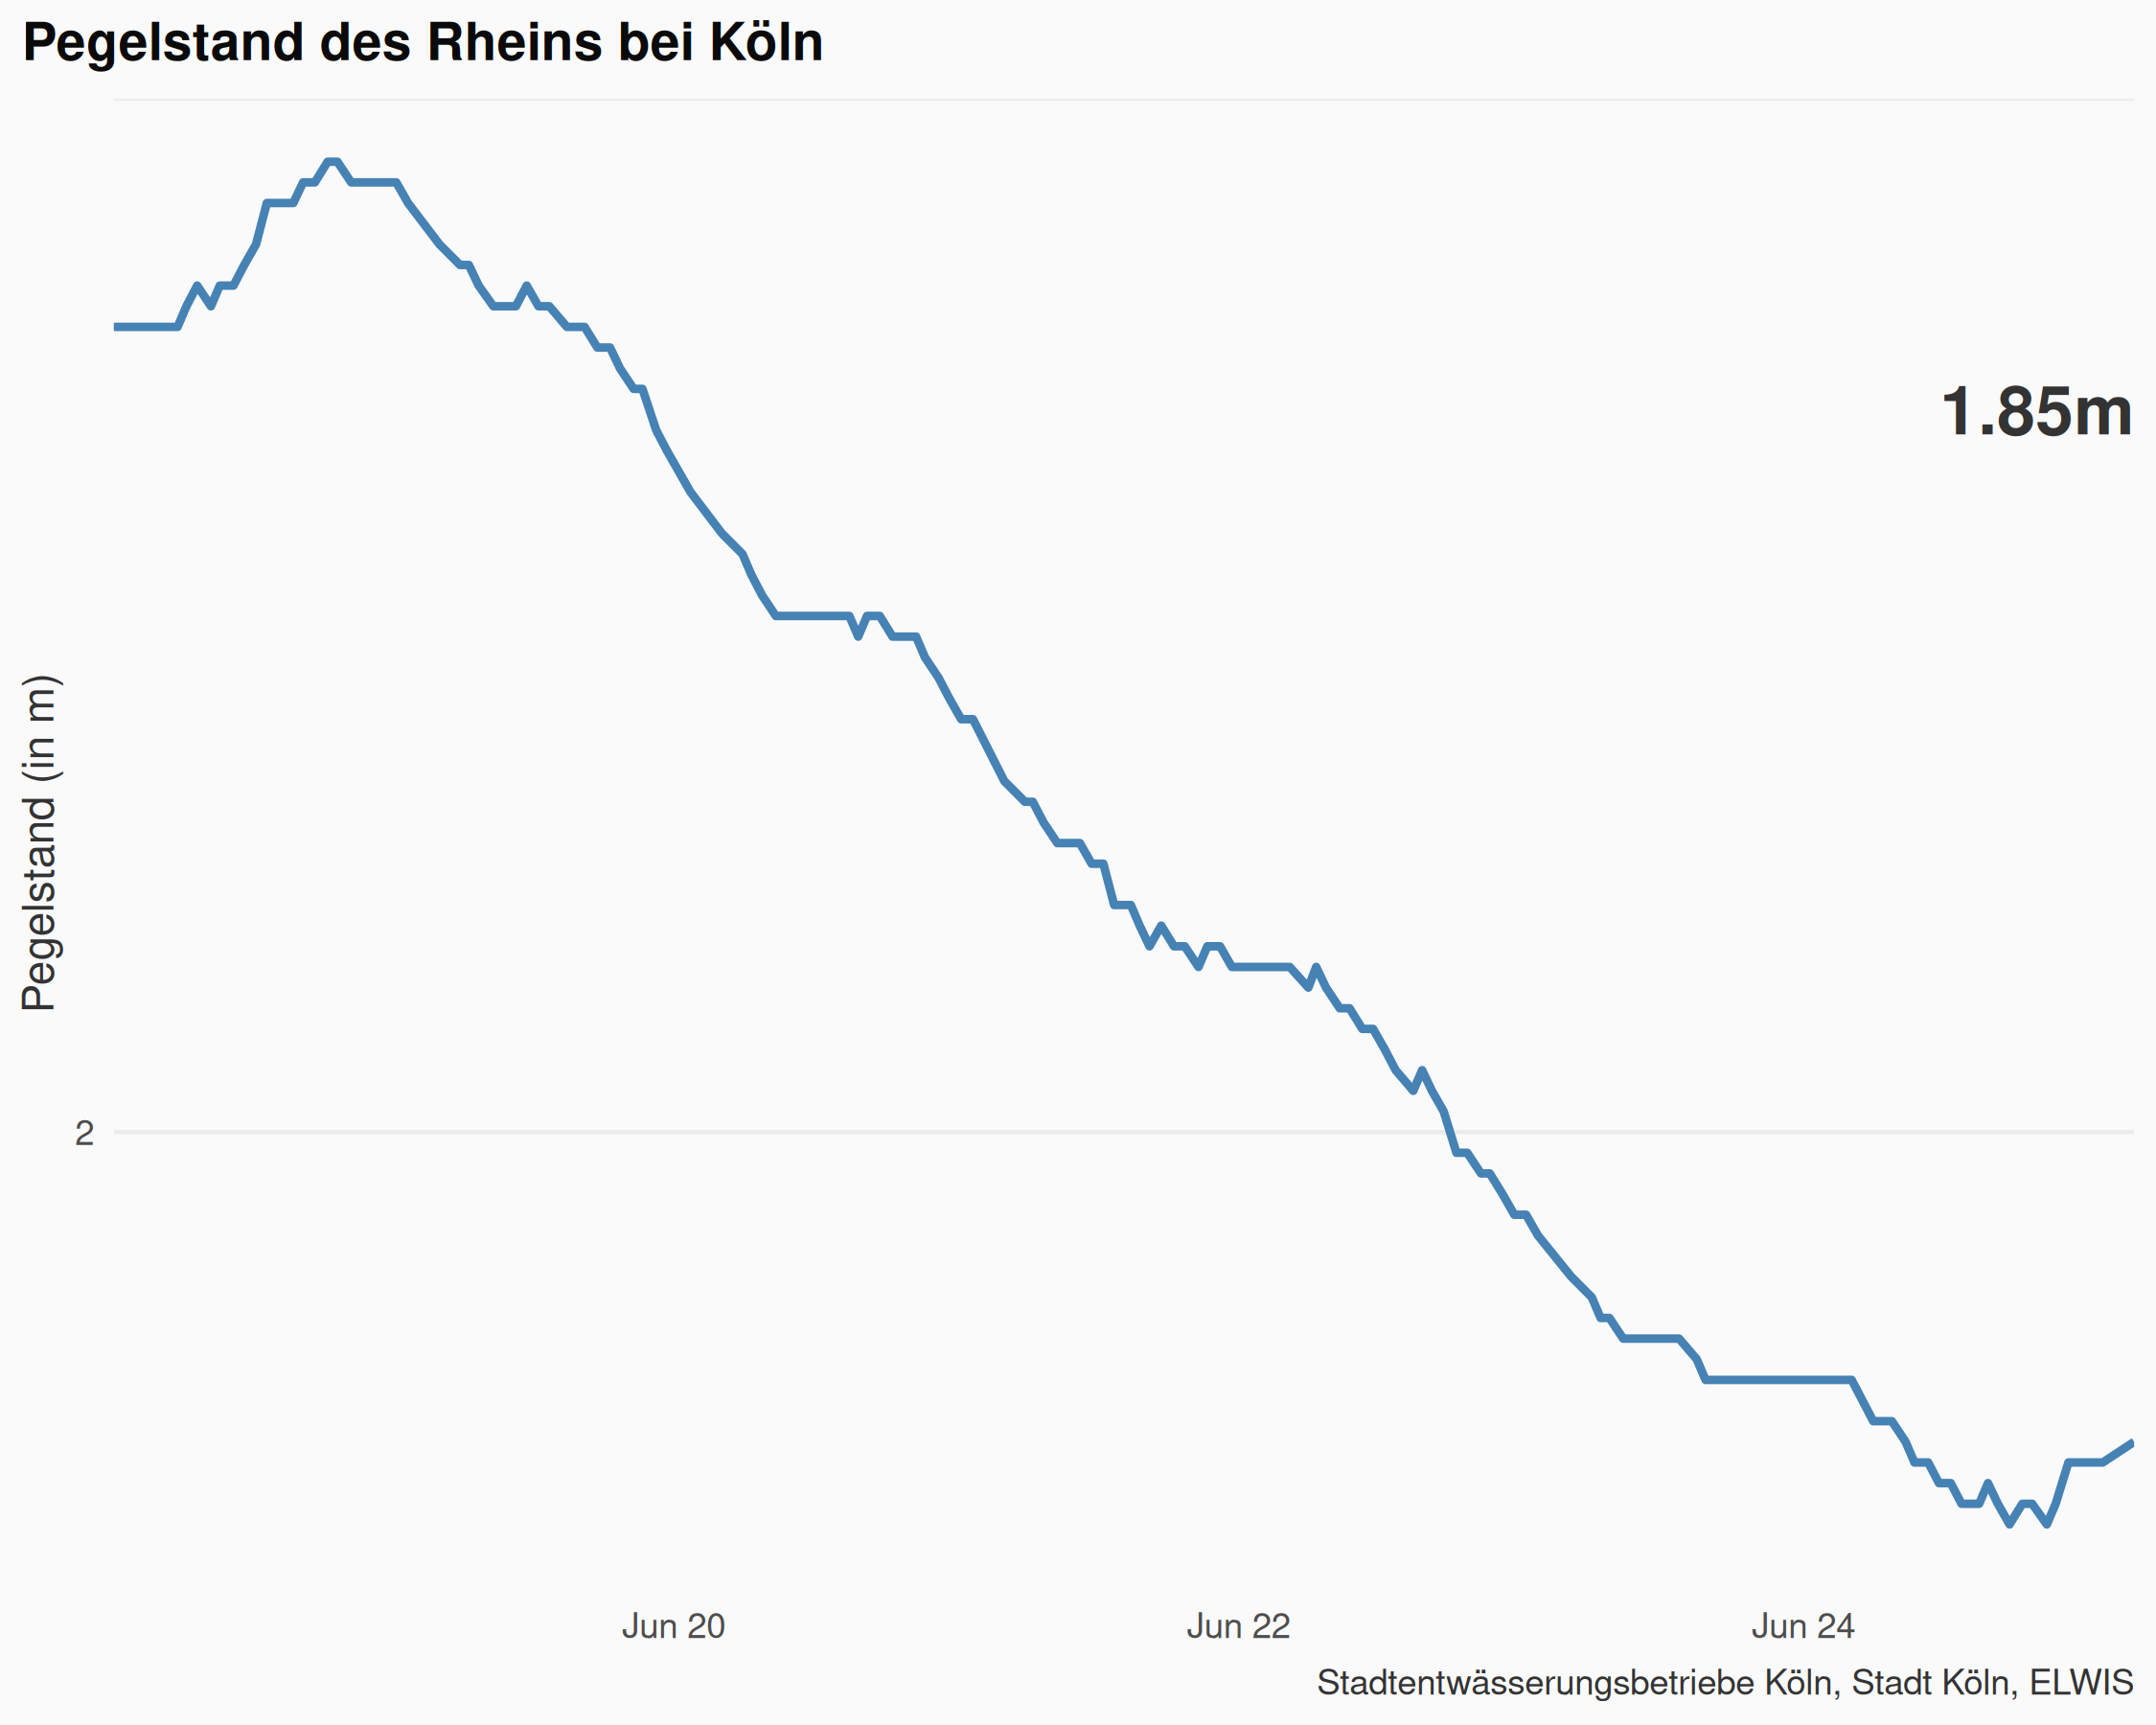 Pegelstand des Rheins bei Köln
1.85m
Pegelstand (in m)
2
Jun 20
Jun 22
Jun 24
Stadtentwässerungsbetriebe Köln, Stadt Köln, ELWIS